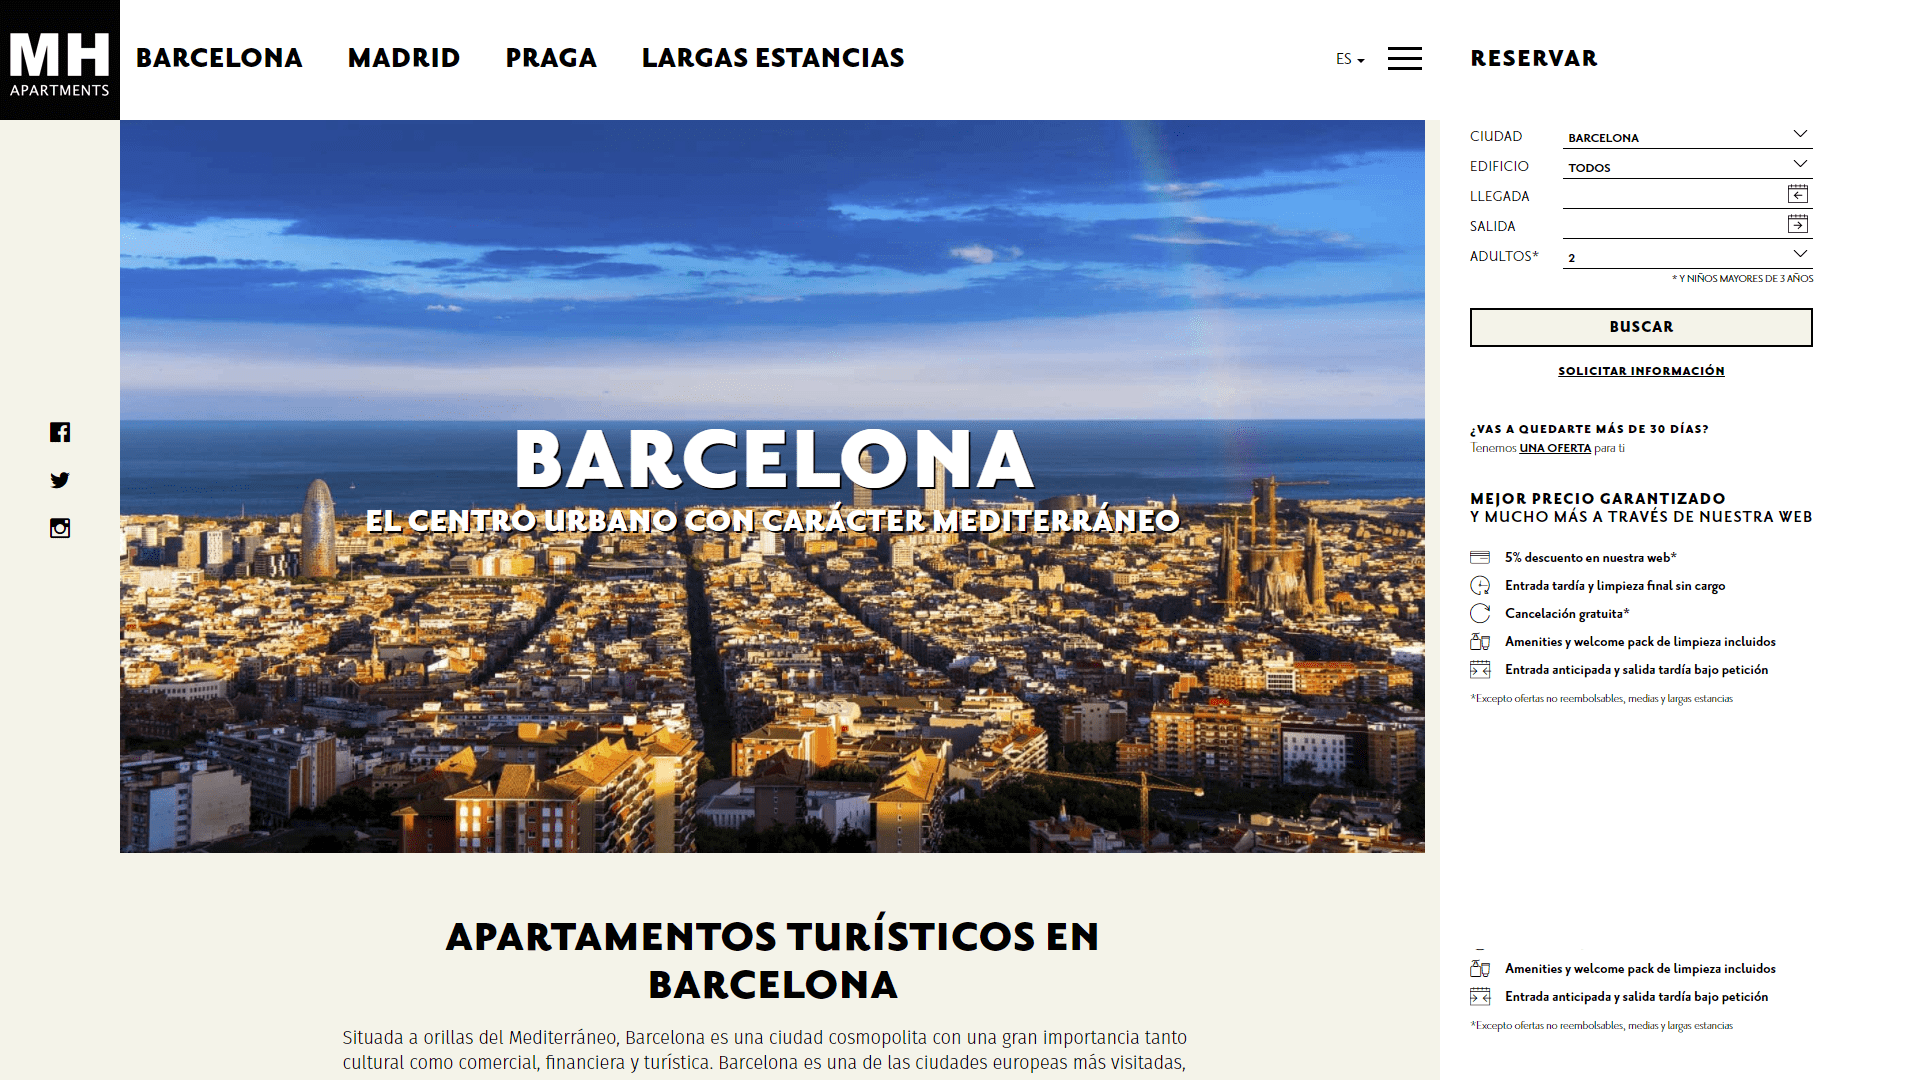 MH
APARTMENTS
BARCELONA
MADRID
PRAGA
LARGAS ESTANCIAS
ES
RESERVAR
CIUDAD
BARCELONA
EDIFICIO
TODOS
LLEGADA
SALIDA
ADULTOS*
2
* Y NIÑOS MAYORES DE 3 AÑOS
BUSCAR
SOLICITAR INFORMACIÓN
¿VAS A QUEDARTE MÁS DE 30 DÍAS?
Tenemos UNA OFERTA para ti
MEJOR PRECIO GARANTIZADO
Y MUCHO MÁS A TRAVÉS DE NUESTRA WEB
5% descuento en nuestra web*
Entrada tardía y limpieza final sin cargo
Cancelación gratuita*
Amenities y welcome pack de limpieza incluidos
Entrada anticipada y salida tardía bajo petición
*Excepto ofertas no reembolsables, medias y largas estancias
BARCELONA
EL CENTRO URBANO CON CARÁCTER MEDITERRÁNEO
APARTAMENTOS TURÍSTICOS EN
BARCELONA
Situada a orillas del Mediterráneo, Barcelona es una ciudad cosmopolita con una gran importancia tanto
cultural como comercial, financiera y turística. Barcelona es una de las ciudades europeas más visitadas,
Amenities y welcome pack de limpieza incluidos
Entrada anticipada y salida tardía bajo petición
*Excepto ofertas no reembolsables, medias y largas estancias